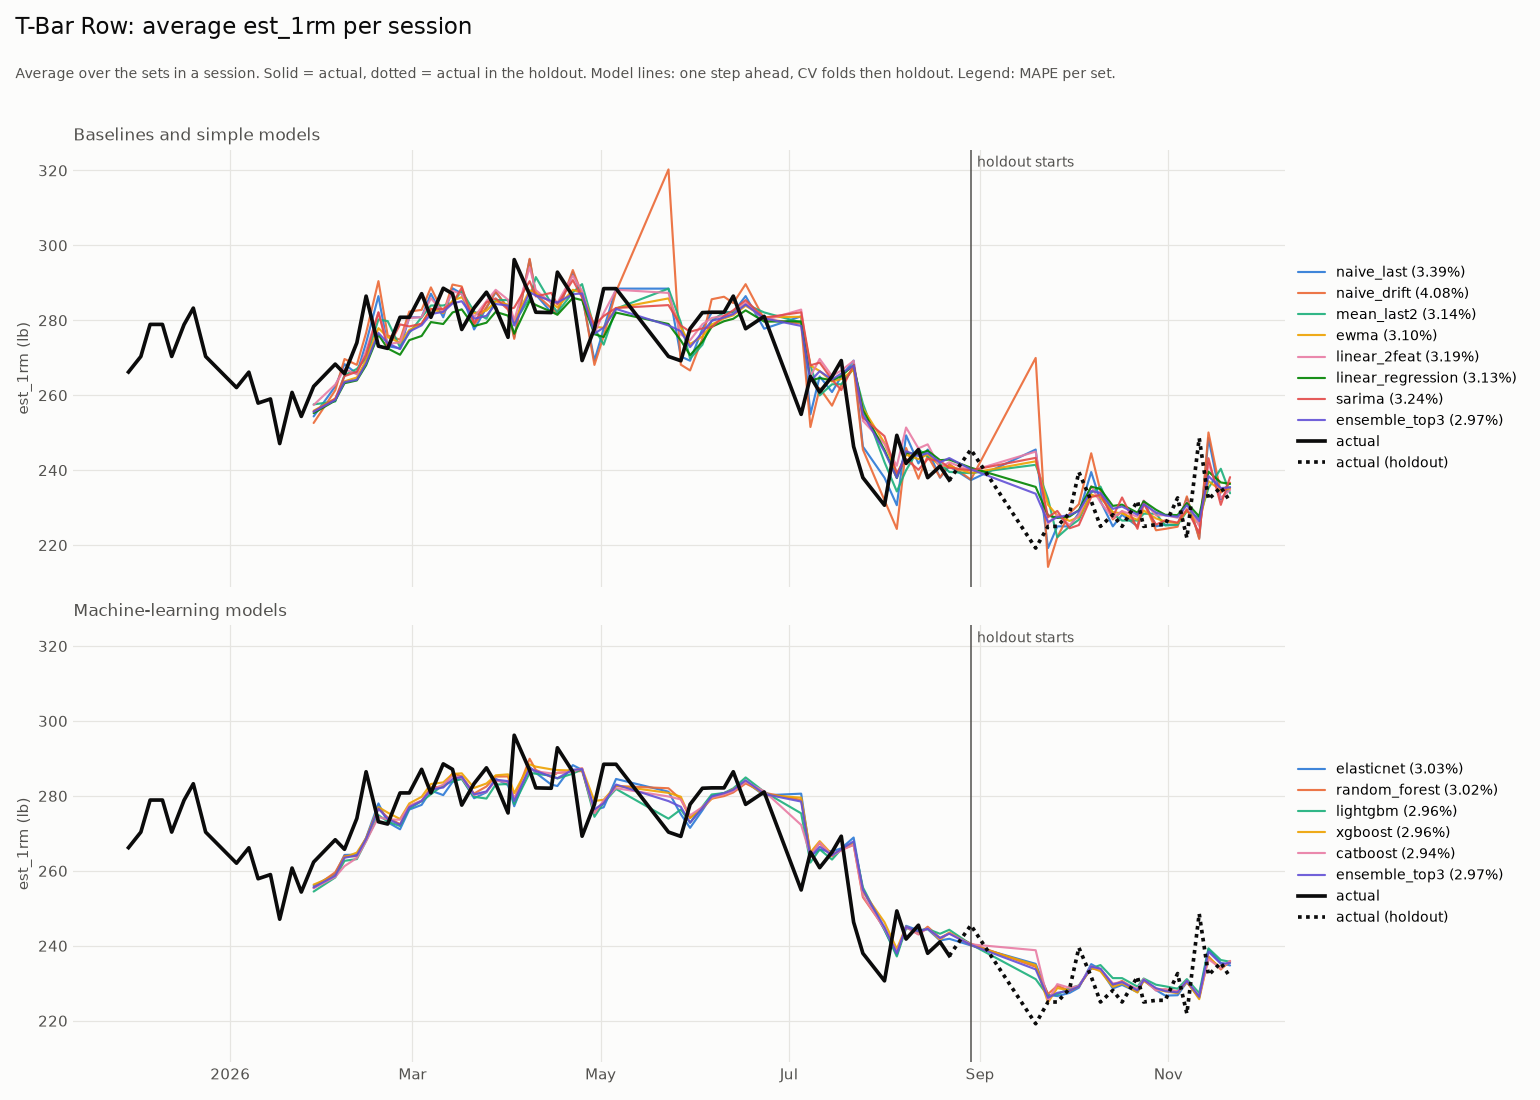 T-Bar Row: average est_1rm per session
Average over the sets in a session. Solid = actual, dotted = actual in the holdout. Model lines: one step ahead, CV folds then holdout. Legend: MAPE per set.
Baselines and simple models
holdout starts
320
300
280
260
240
220
est_1rm (lb)
naive_last (3.39%)
naive_drift (4.08%)
mean_last2 (3.14%)
ewma (3.10%)
linear_2feat (3.19%)
linear_regression (3.13%)
sarima (3.24%)
ensemble_top3 (2.97%)
actual
actual (holdout)
Machine-learning models
holdout starts
320
300
280
260
240
220
est_1rm (lb)
elasticnet (3.03%)
random_forest (3.02%)
lightgbm (2.96%)
xgboost (2.96%)
catboost (2.94%)
ensemble_top3 (2.97%)
actual
actual (holdout)
2026 Mar May Jul Sep Nov